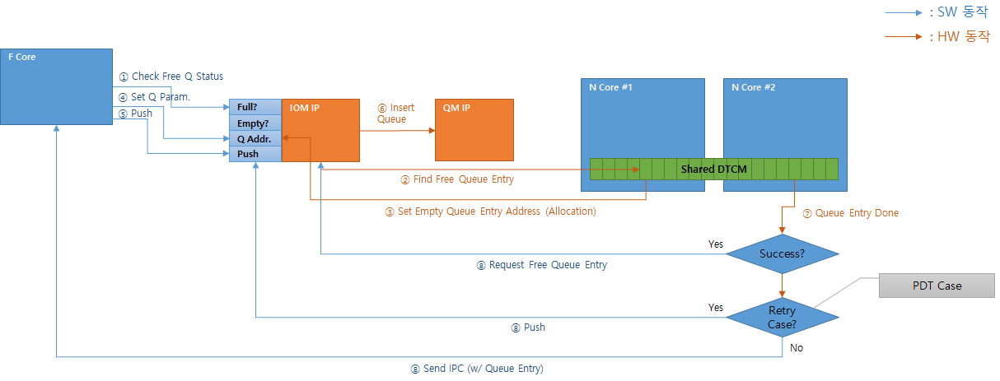 : SW 동작
: HW 동작
F Core
① Check Free Q Status
④ Set Q Param.
⑤ Push
Full?
Empty?
Q Addr.
Push
IOM IP
⑥ Insert
Queue
QM IP
N Core #1
N Core #2
Shared DTCM
② Find Free Queue Entry
③ Set Empty Queue Entry Address (Allocation)
⑦ Queue Entry Done
Yes
Success?
⑧ Request Free Queue Entry
PDT Case
Yes
Retry
Case?
⑧ Push
No
⑧ Send IPC (w/ Queue Entry)